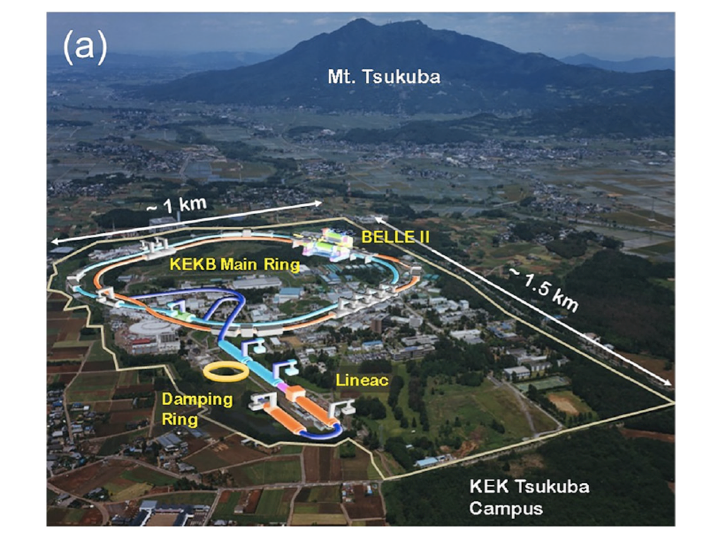 (a)
Mt. Tsukuba
~ 1 km
BELLE II
KEKB Main Ring
~ 1.5 km
Lineac
Damping
Ring
KEK Tsukuba
Campus